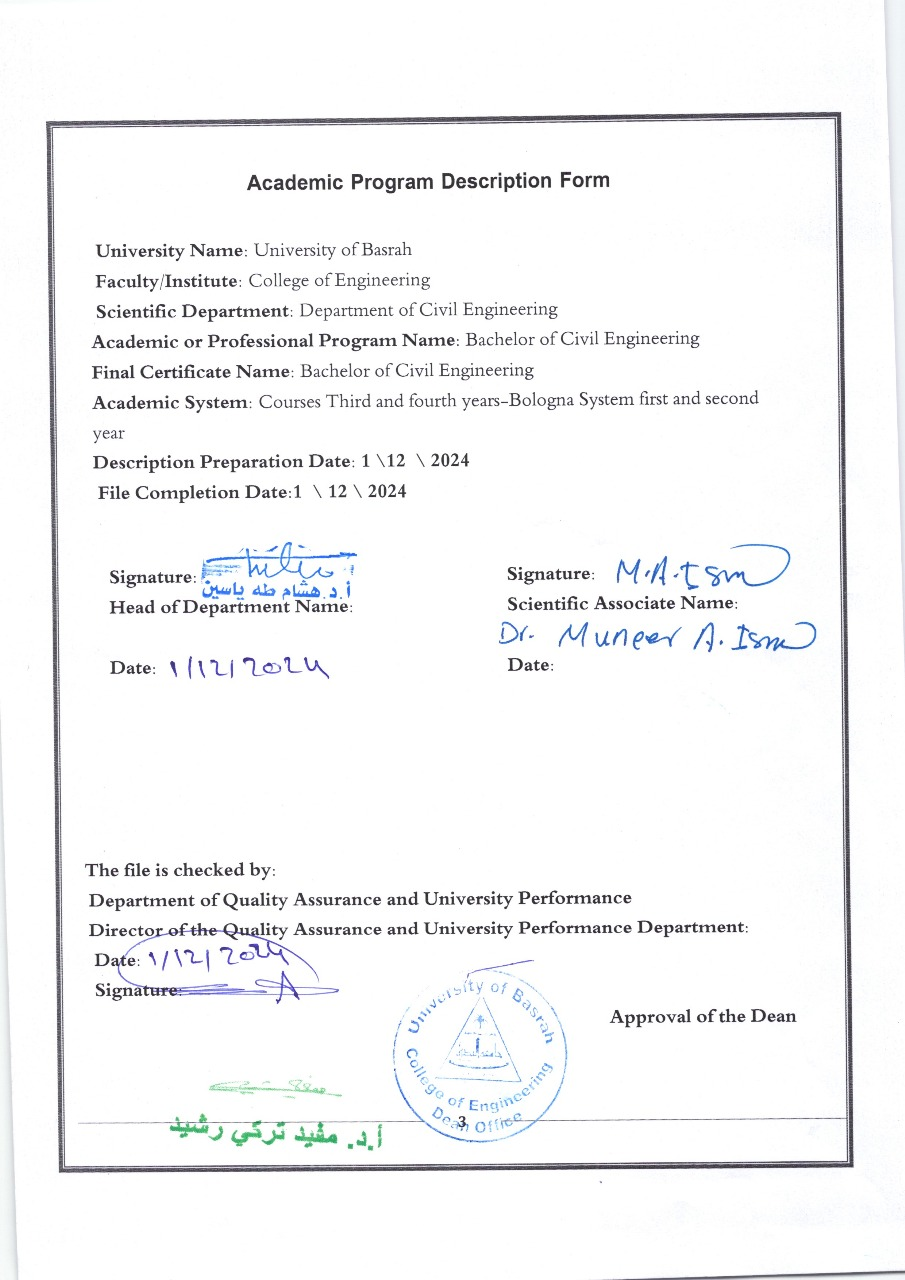 Academic Program Description Form
University Name: University of Basrah
Faculty/Institute: College of Engineering
Scientific Department: Department of Civil Engineering
Academic or Professional Program Name: Bachelor of Civil Engineering
Final Certificate Name: Bachelor of Civil Engineering
Academic System: Courses Third and fourth years-Bologna System first and second
year
Description Preparation Date: 1 \12 \ 2024
File Completion Date:1 \ 12 \ 2024
Signature:
أ.د. هشام طه ياسين
Head of Department Name:
Date: 1/12/2024
Signature: M.A.Ism
Scientific Associate Name:
Dr. Muneer A. Ism
Date:
The file is checked by:
Department of Quality Assurance and University Performance
Director of the Quality Assurance and University Performance Department:
Date: 1/12/2024
Signature:
Approval of the Dean
University of Basrah
College of Engineering
Dean Office
3
أ.د. مفيد تركي رشيد